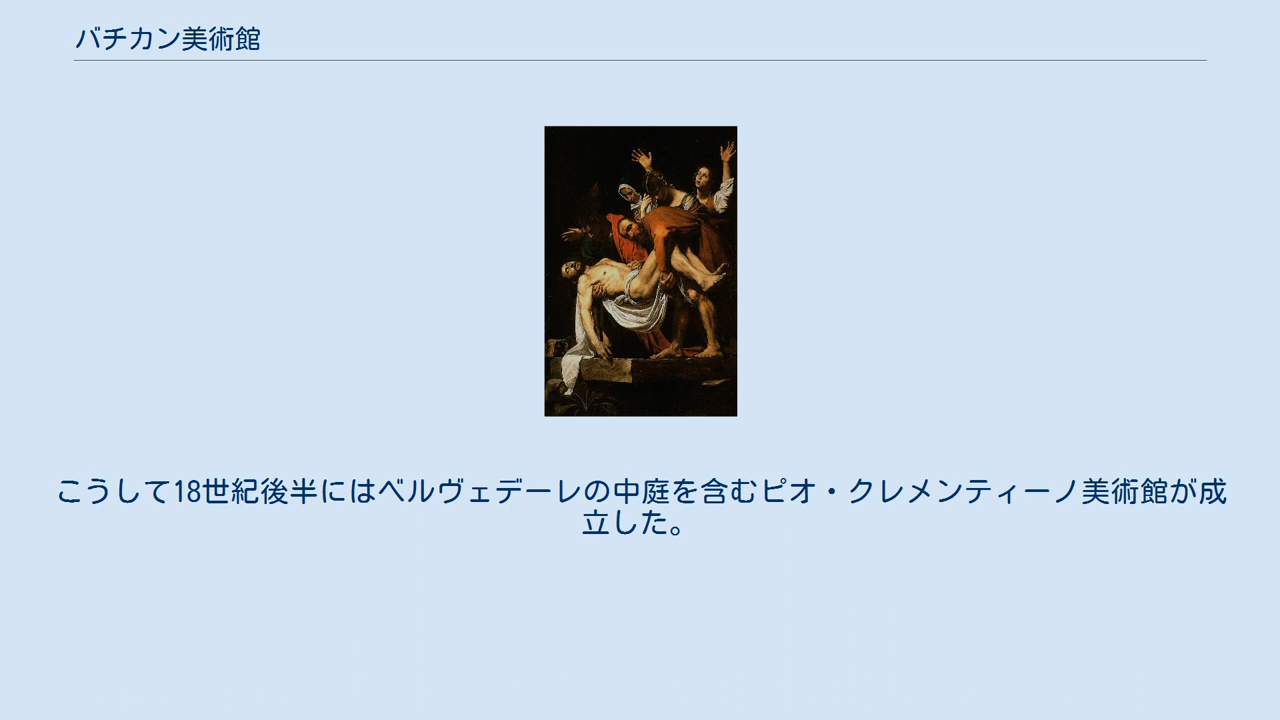 バチカン美術館
こうして18世紀後半にはベルヴェデーレの中庭を含むピオ・クレメンティーノ美術館が成
立した。